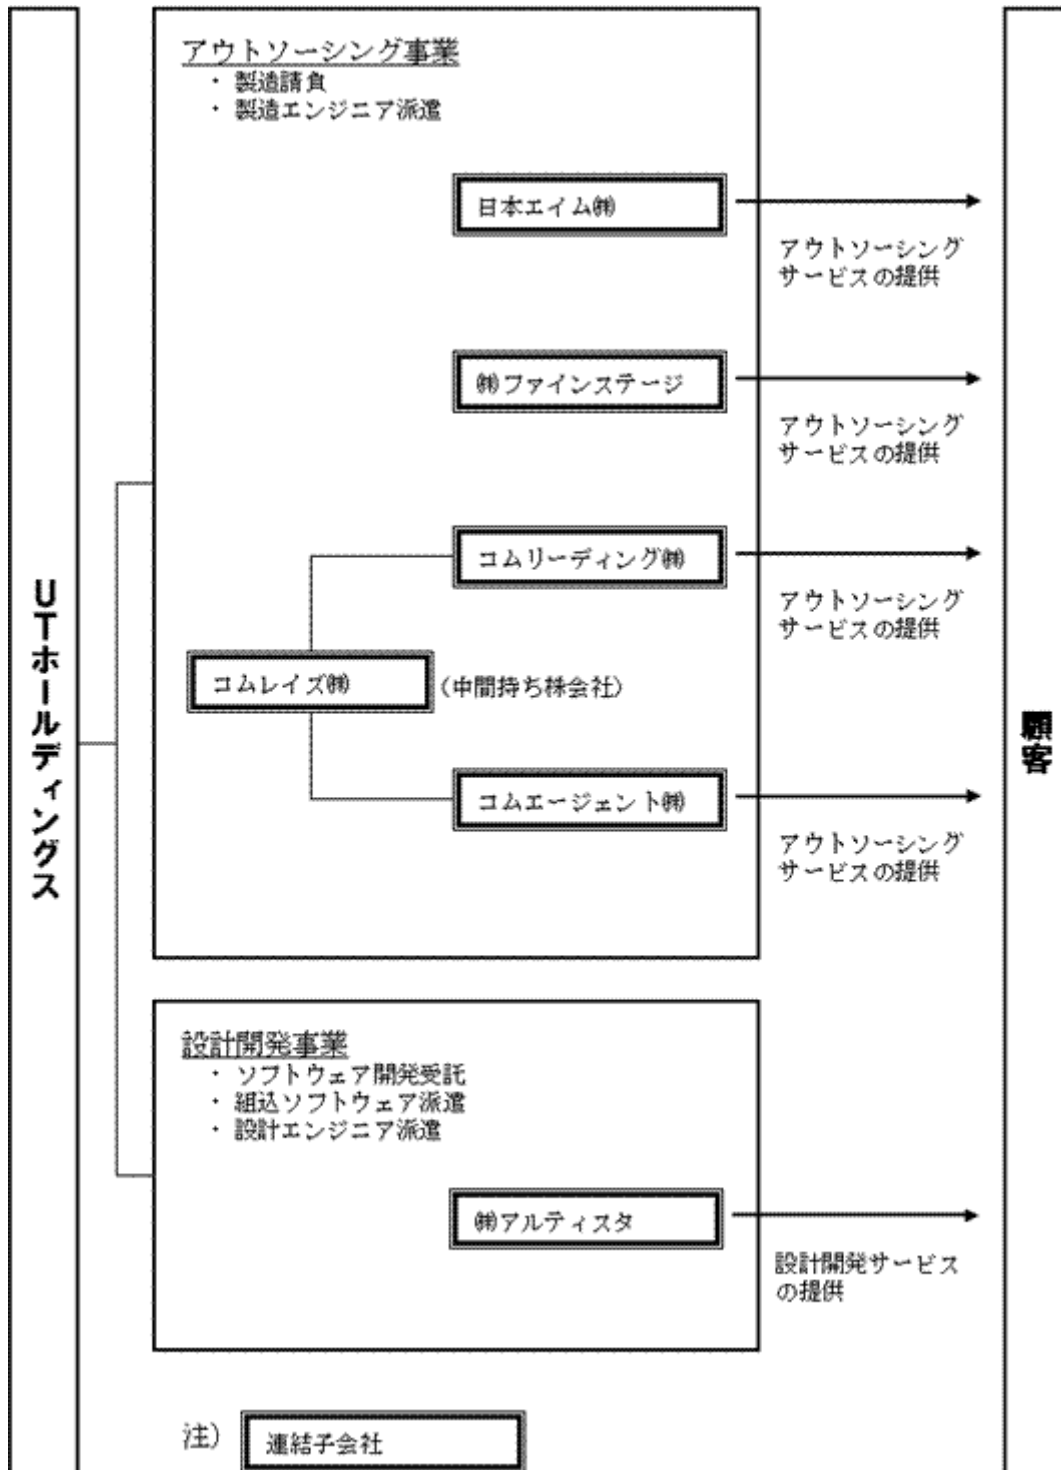 UTホールディングス
アウトソーシング事業
・ 製造請負
・ 製造エンジニア派遣
日本エイム㈱
アウトソーシング
サービスの提供
㈱ファインステージ
アウトソーシング
サービスの提供
コムリーディング㈱
アウトソーシング
サービスの提供
コムレイズ㈱
（中間持ち株会社）
コムエージェント㈱
アウトソーシング
サービスの提供
設計開発事業
・ ソフトウェア開発受託
・ 組込ソフトウェア派遣
・ 設計エンジニア派遣
㈱アルティスタ
設計開発サービス
の提供
顧客
注）
連結子会社